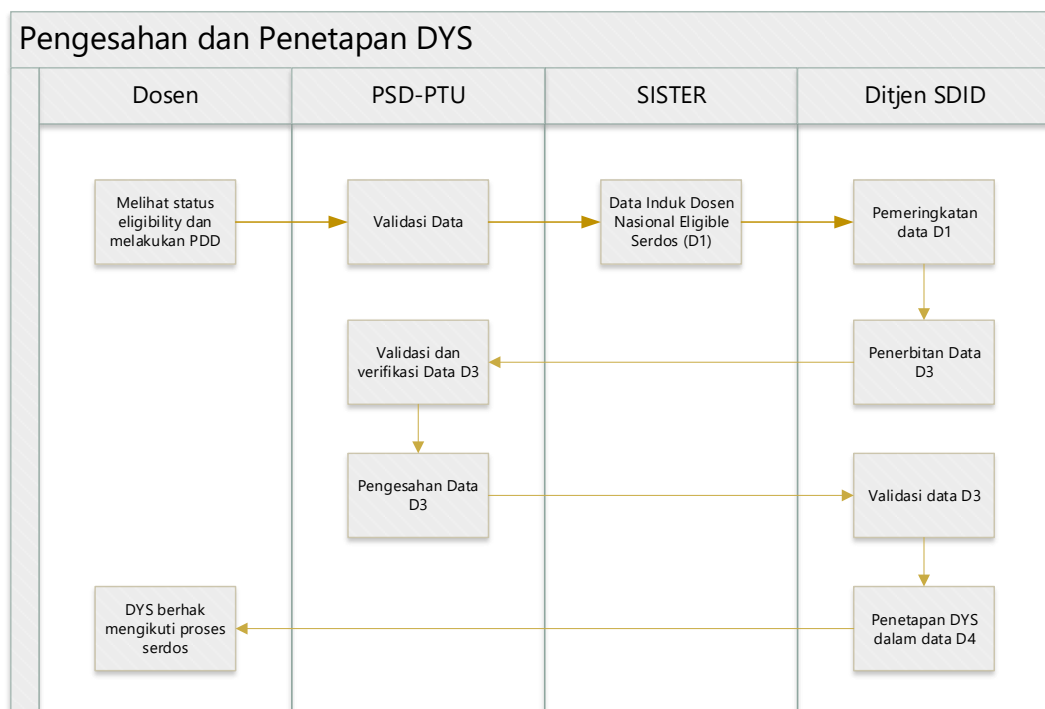 Pengesahan dan Penetapan DYS
Dosen
PSD-PTU
SISTER
Ditjen SDID
Melihat status
eligibility dan
melakukan PDD
Validasi Data
Data Induk Dosen
Nasional Eligible
Serdos (D1)
Pemeringkatan
data D1
Validasi dan
verifikasi Data D3
Penerbitan Data
D3
Pengesahan Data
D3
Validasi data D3
DYS berhak
mengikuti proses
serdos
Penetapan DYS
dalam data D4